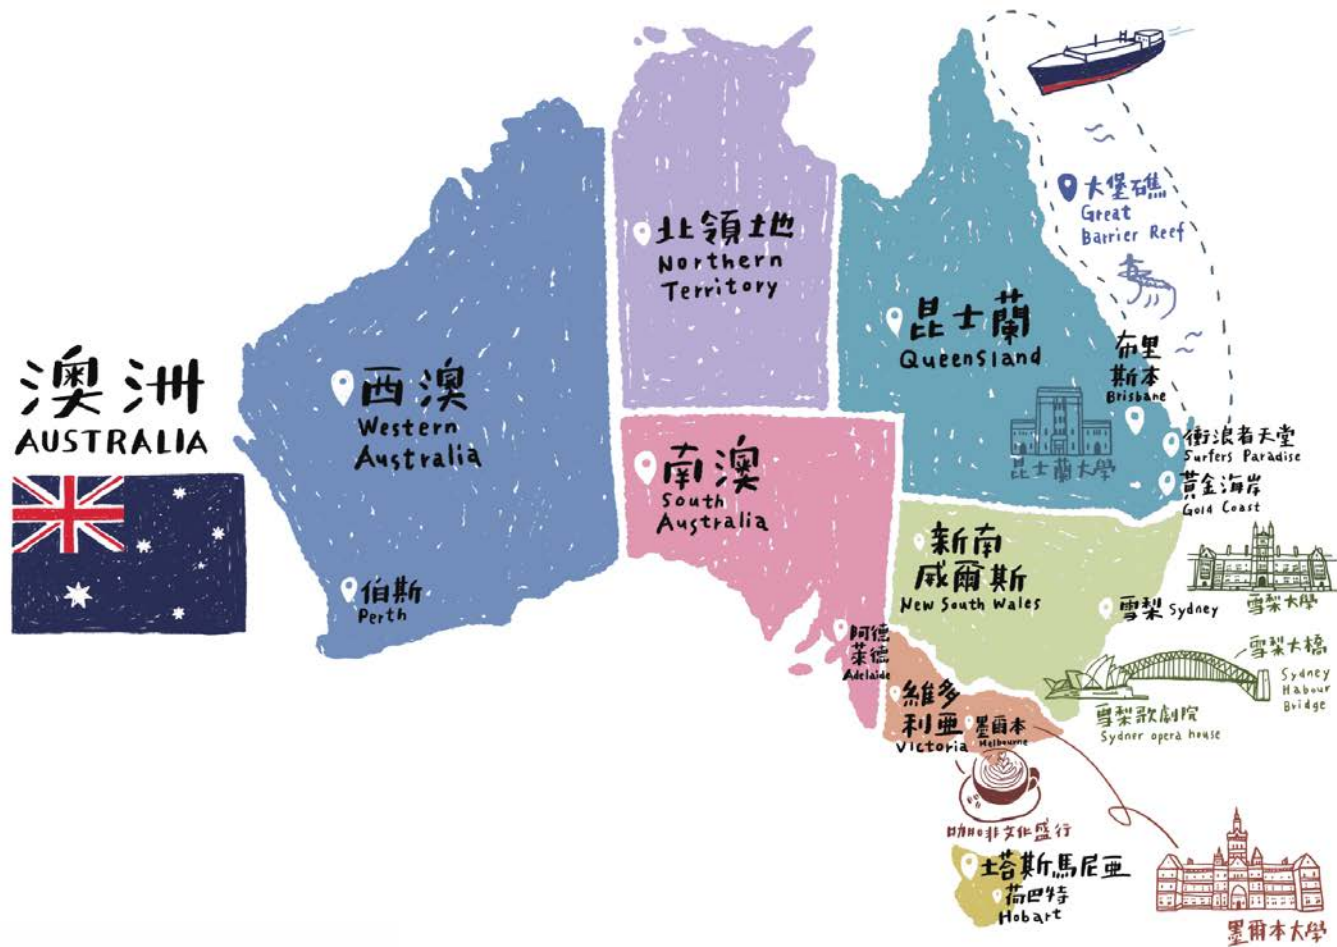 澳洲
AUSTRALIA
北領地
Northern
Territory
大堡礁
Great
Barrier Reef
昆士蘭
Queensland
布里
斯本
Brisbane
昆士蘭大學
衝浪者天堂
Surfers Paradise
黃金海岸
Gold Coast
西澳
Western
Australia
伯斯
Perth
南澳
South
Australia
阿德
萊德
Adelaide
新南
威爾斯
New South Wales
雪梨 Sydney
雪梨大學
雪梨大橋
Sydney
Habour
Bridge
雪梨歌劇院
Sydner opera house
維多
利亞
Victoria
墨爾本
Melbourne
咖啡文化盛行
塔斯馬尼亞
荷巴特
Hobart
墨爾本大學